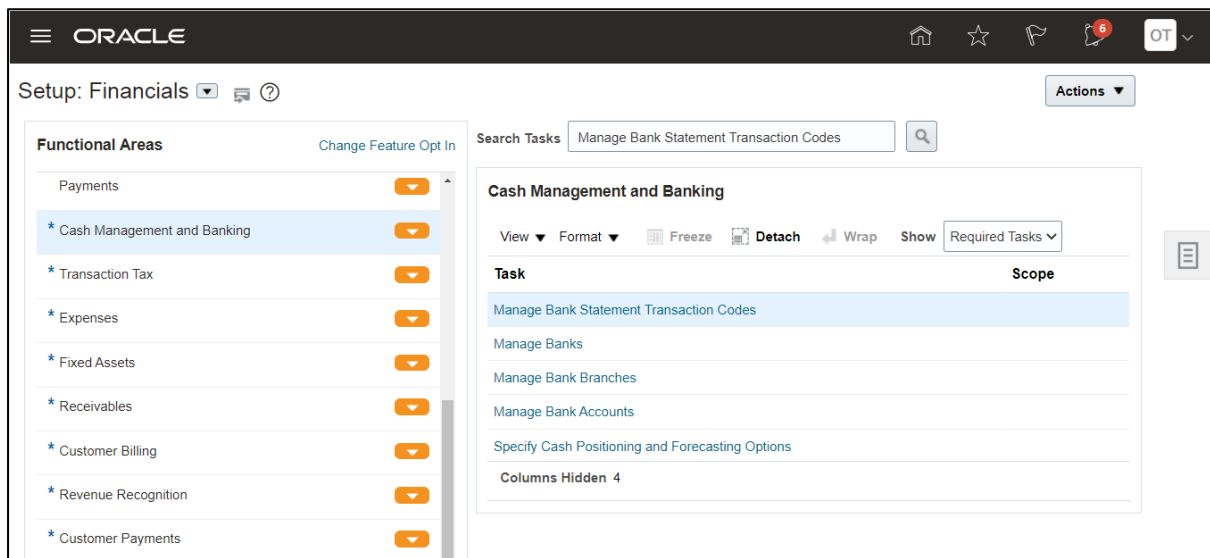 ORACLE
6
OT
Setup: Financials
Actions
Functional Areas
Change Feature Opt In
Payments
* Cash Management and Banking
* Transaction Tax
* Expenses
* Fixed Assets
* Receivables
* Customer Billing
* Revenue Recognition
* Customer Payments
Search Tasks Manage Bank Statement Transaction Codes
Cash Management and Banking
View Format Freeze Detach Wrap Show Required Tasks
Task Scope
Manage Bank Statement Transaction Codes
Manage Banks
Manage Bank Branches
Manage Bank Accounts
Specify Cash Positioning and Forecasting Options
Columns Hidden 4